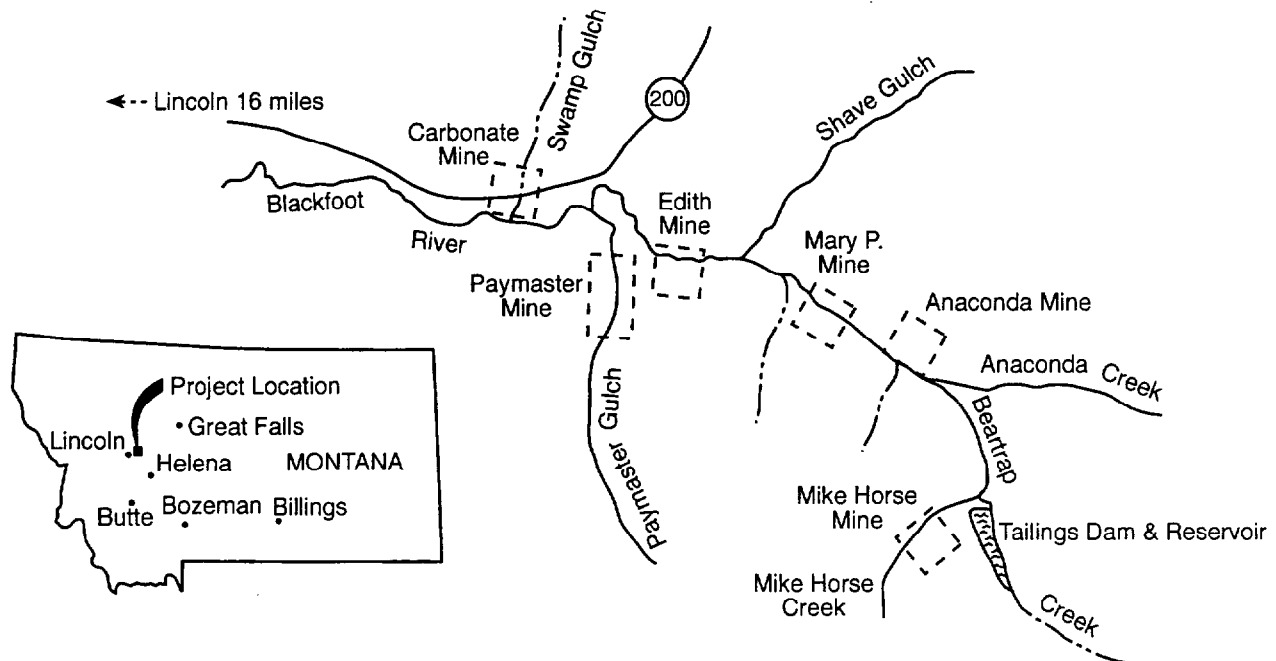 Swamp Gulch
200
Lincoln 16 miles
Shave Gulch
Carbonate
Mine
Blackfoot
River
Edith
Mine
Mary P.
Mine
Paymaster
Mine
Anaconda Mine
Anaconda Creek
Beartrap
Paymaster Gulch
Mike Horse
Mine
Tailings Dam & Reservoir
Mike Horse
Creek
Creek
Project Location
Great Falls
Lincoln
Helena
MONTANA
Butte
Bozeman
Billings